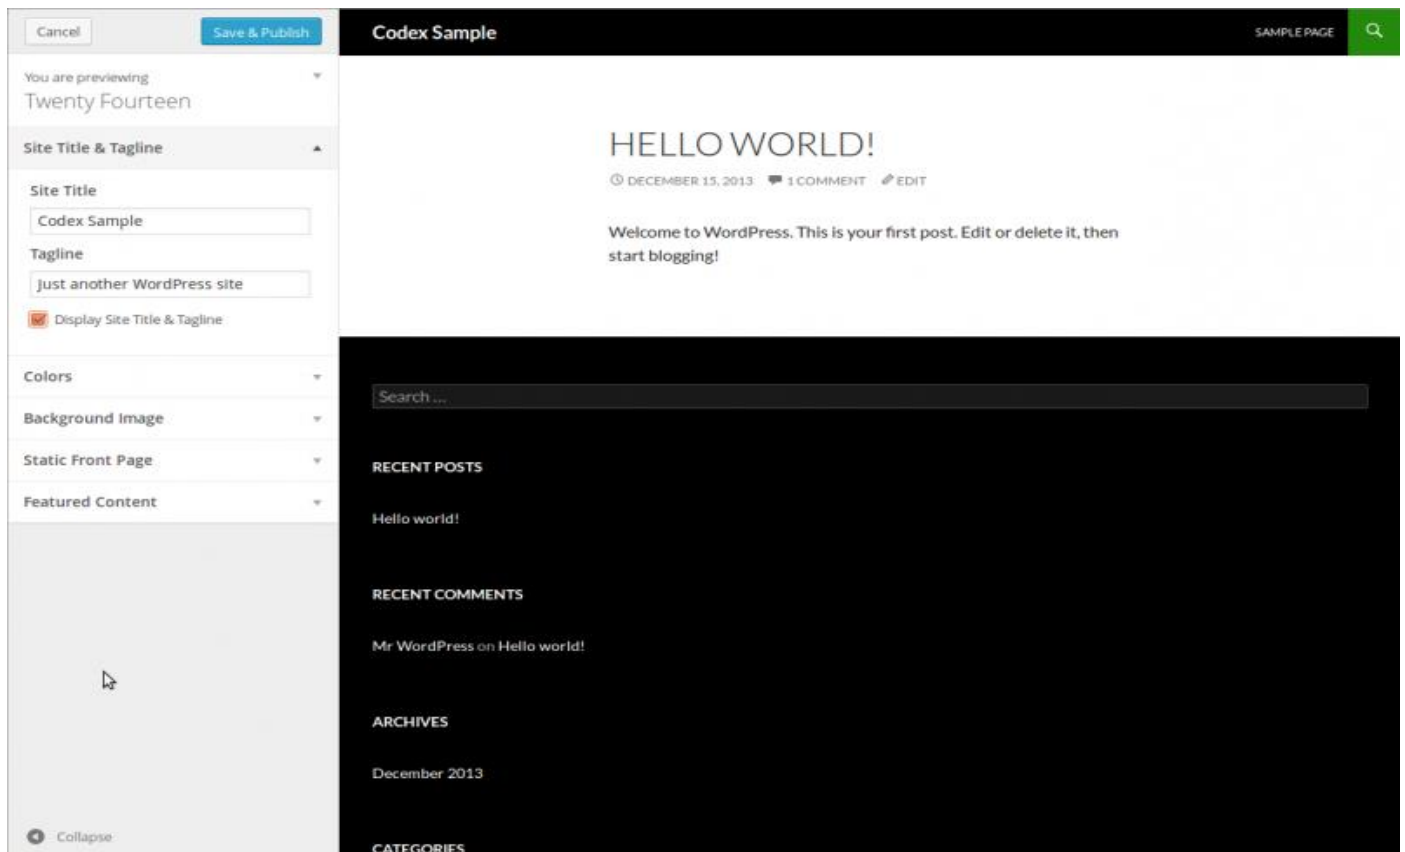 Cancel
Save & Publish
You are previewing
Twenty Fourteen
Site Title & Tagline
Site Title
Codex Sample
Tagline
Just another WordPress site
Display Site Title & Tagline
Colors
Background Image
Static Front Page
Featured Content
Collapse
Codex Sample
SAMPLE PAGE
HELLO WORLD!
DECEMBER 15, 2013 1 COMMENT EDIT
Welcome to WordPress. This is your first post. Edit or delete it, then
start blogging!
Search ...
RECENT POSTS
Hello world!
RECENT COMMENTS
Mr WordPress on Hello world!
ARCHIVES
December 2013
CATEGORIES